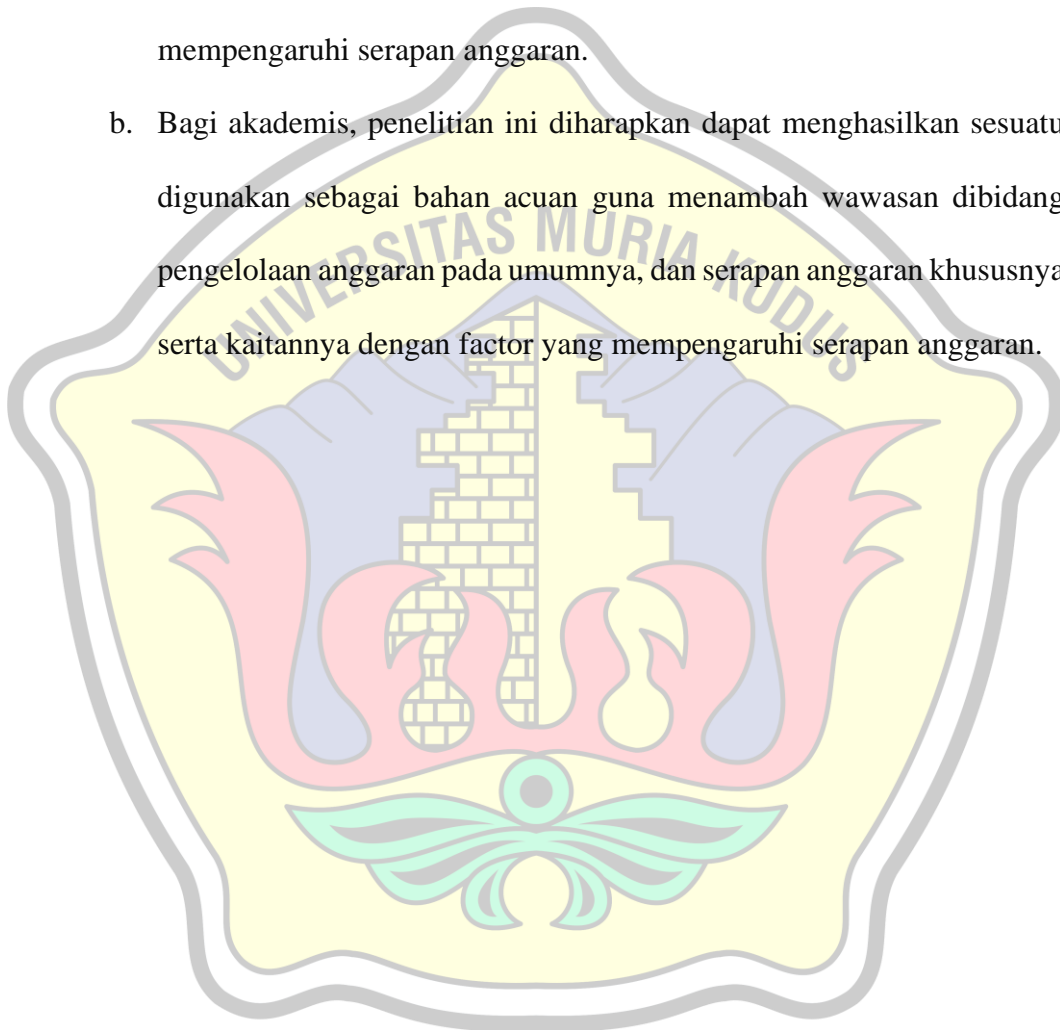 mempengaruhi serapan anggaran.
b. Bagi akademis, penelitian ini diharapkan dapat menghasilkan sesuatu
digunakan sebagai bahan acuan guna menambah wawasan dibidang
UNIVERSITAS MURIA KUDUS
pengelolaan anggaran pada umumnya, dan serapan anggaran khususnya
serta kaitannya dengan factor yang mempengaruhi serapan anggaran.